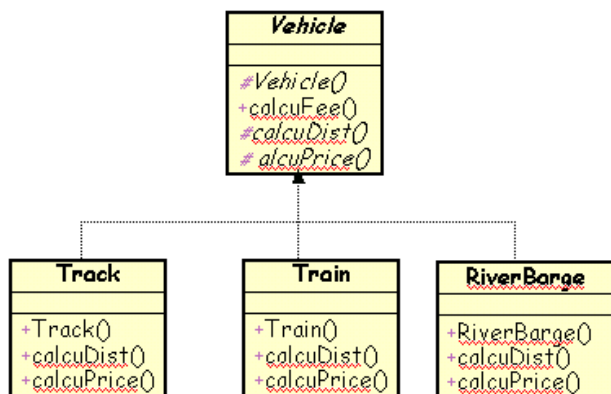 Vehicle
#Vehicle()
+calcuFee()
#calcuDist()
# alcuPrice()
Track
+Track()
+calcuDist()
+calcuPrice()
Train
+Train()
+calcuDist()
+calcuPrice()
RiverBarge
+RiverBarge()
+calcuDist()
+calcuPrice()